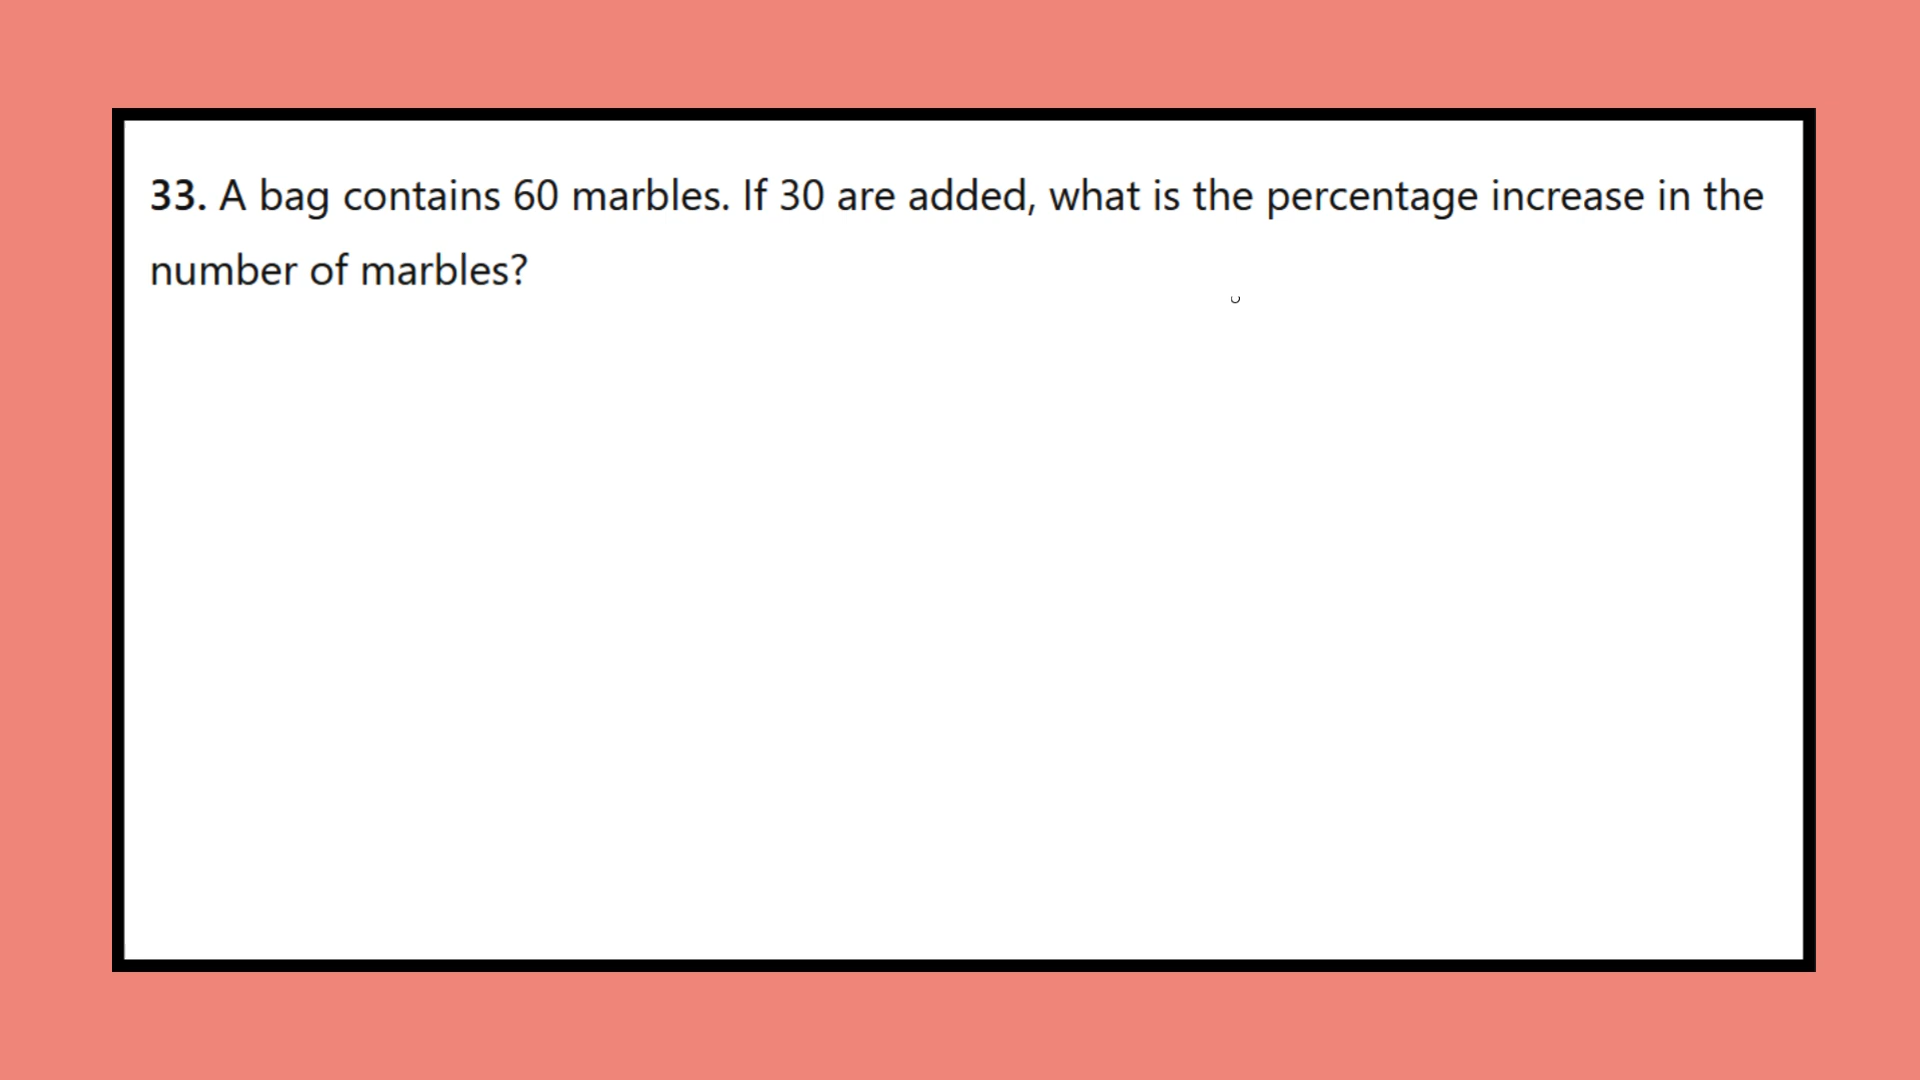 33. A bag contains 60 marbles. If 30 are added, what is the percentage increase in the
number of marbles?